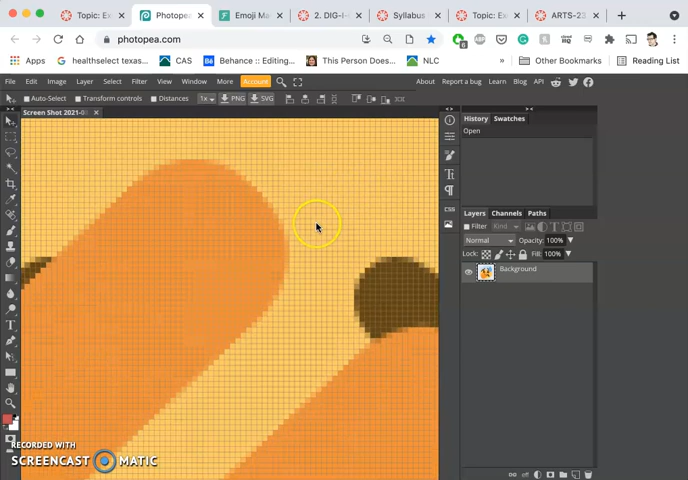 Topic: Ex
Photopea
Emoji Ma
2. DIG-I-
Syllabus
Topic: Ex
ARTS-23
photopea.com
6
Apps
healthselect texas...
CAS
Behance :: Editing...
This Person Does...
NLC
»
Other Bookmarks
Reading List
File Edit Image Layer Select Filter View Window More Account
About Report a bug Learn Blog API
Auto-Select Transform controls Distances 1x PNG SVG
Screen Shot 2021-0
History Swatches
Open
Layers Channels Paths
Filter Kind
Normal Opacity: 100%
Lock: Fill: 100%
Background
CSS
RECORDED WITH
SCREENCAST MATIC